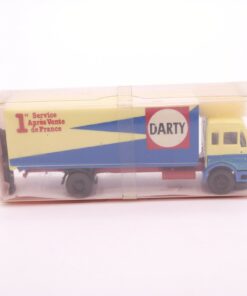 1er Service
Après Vente
de France
DARTY